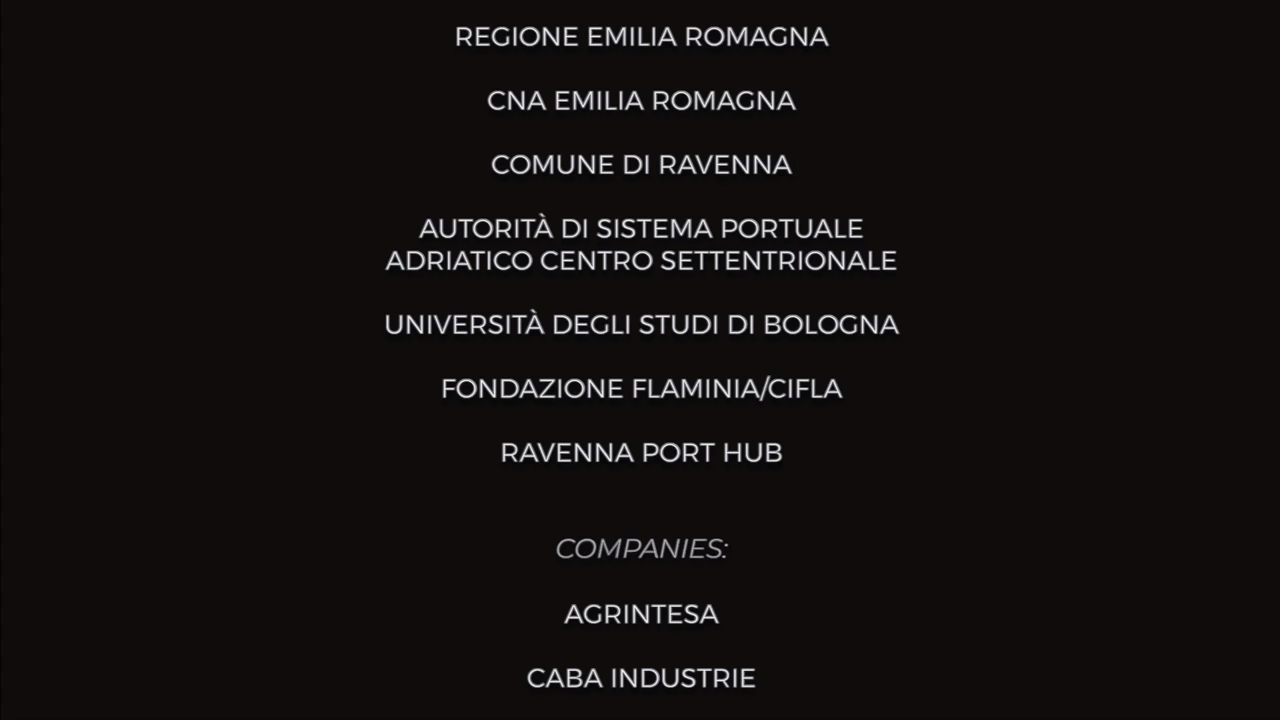 REGIONE EMILIA ROMAGNA
CNA EMILIA ROMAGNA
COMUNE DI RAVENNA
AUTORITÀ DI SISTEMA PORTUALE
ADRIATICO CENTRO SETTENTRIONALE
UNIVERSITÀ DEGLI STUDI DI BOLOGNA
FONDAZIONE FLAMINIA/CIFLA
RAVENNA PORT HUB
COMPANIES:
AGRINTESA
CABA INDUSTRIE